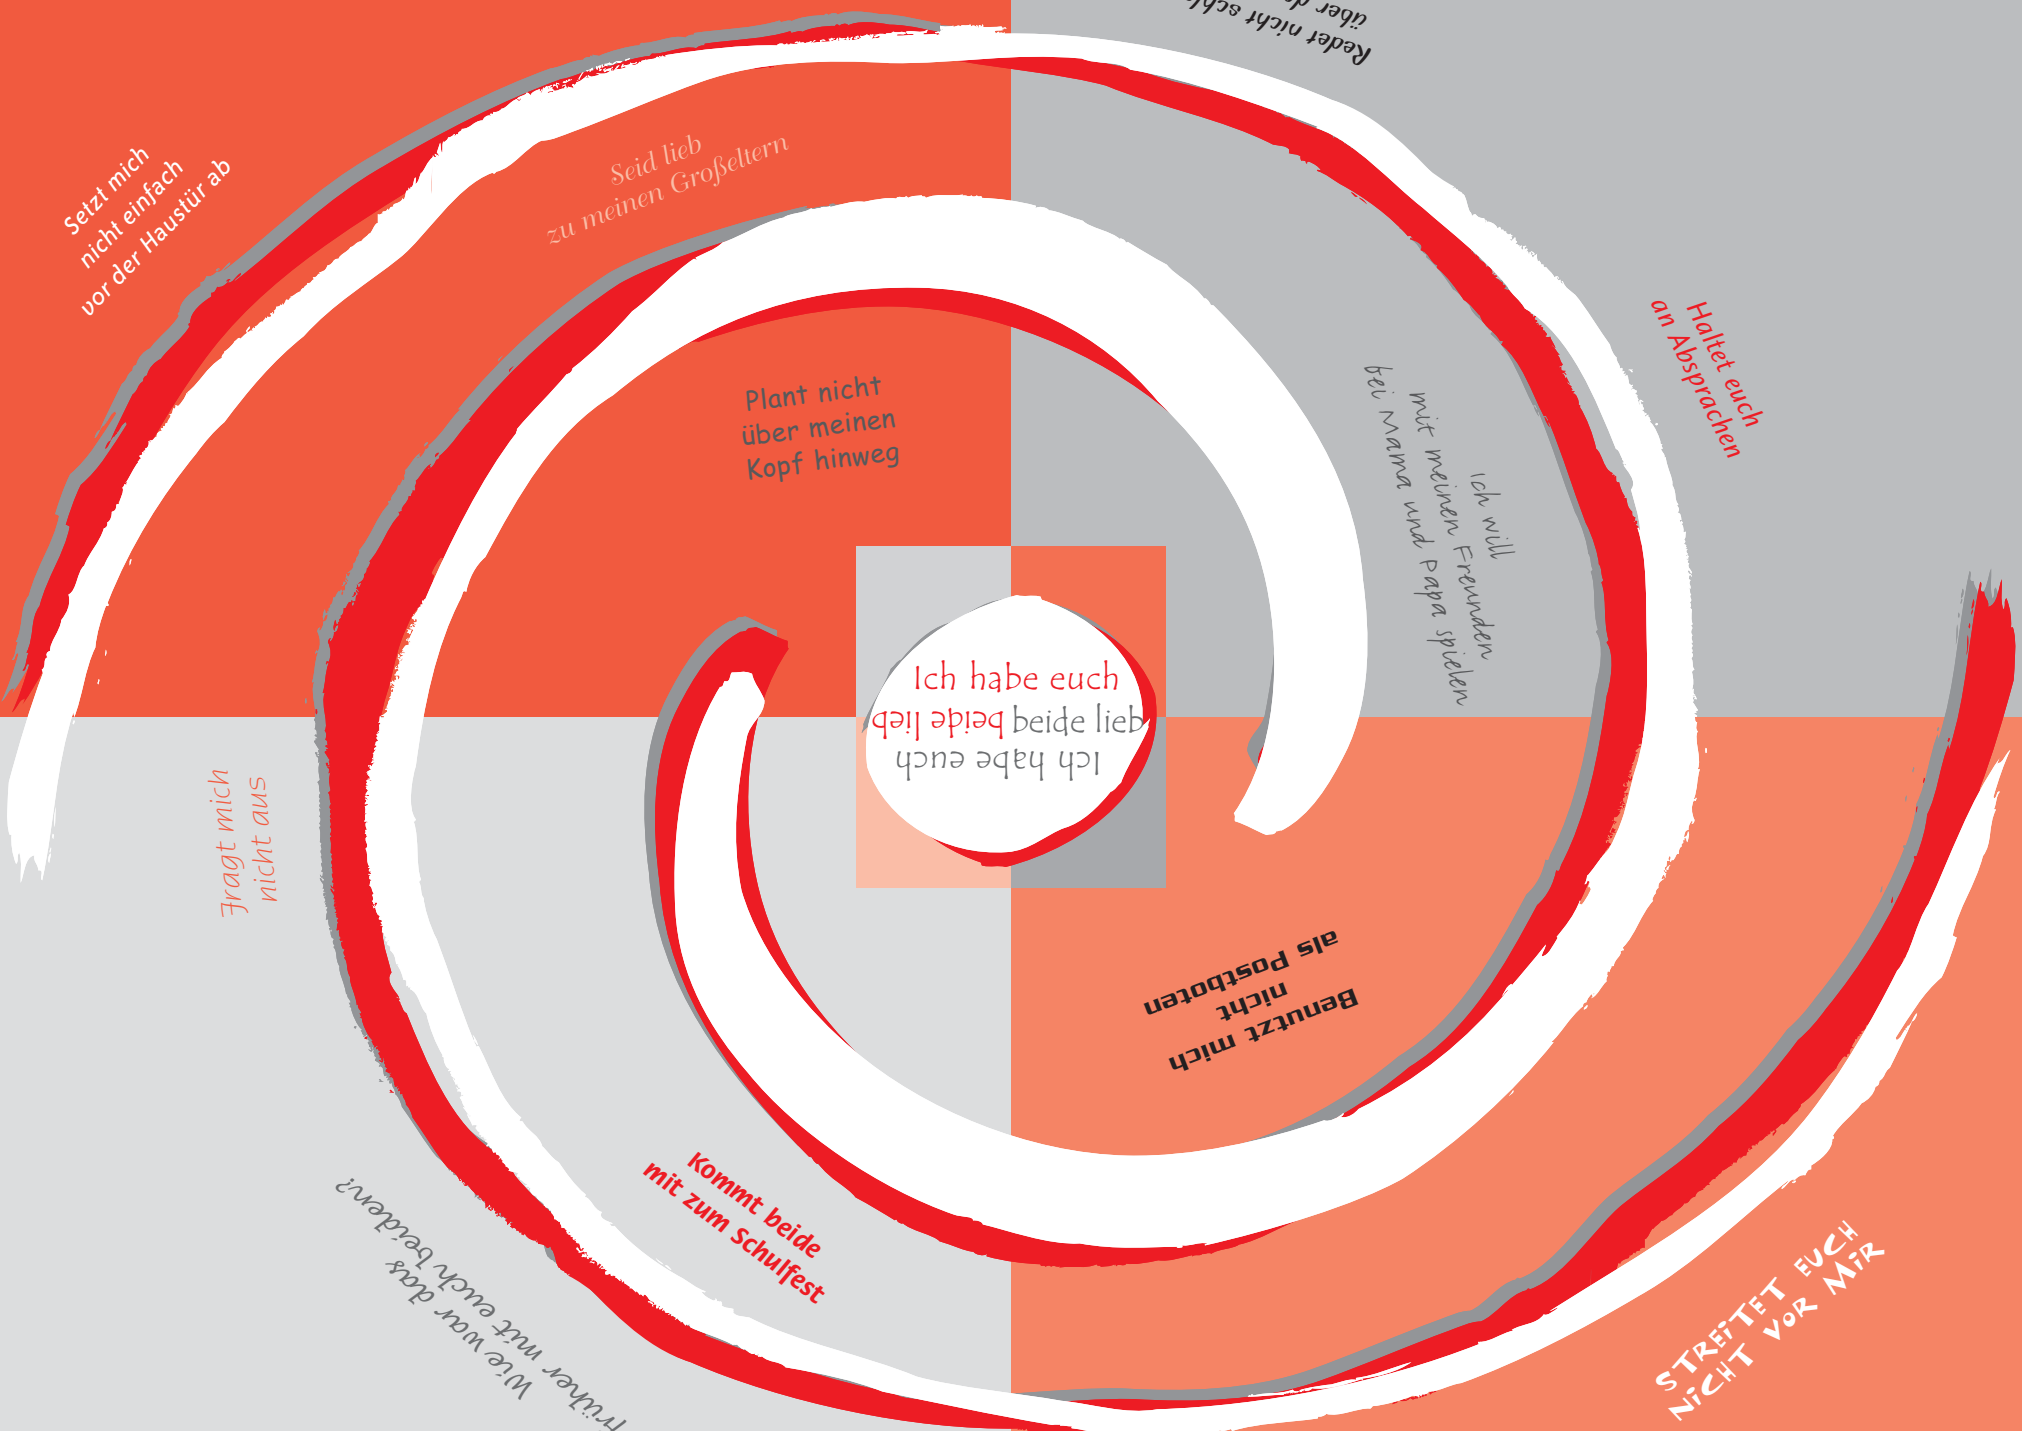 Redet nicht
über
Setzt mich
nicht einfach
vor der Haustür ab
Seid lieb
zu meinen Großeltern
Haltet euch
an Absprachen
Plant nicht
über meinen
Kopf hinweg
Ich will
mit meinen Freunden
bei Mama und Papa spielen
Ich habe euch
beide lieb
Ich habe euch
beide lieb
Fragt mich
nicht aus
Benutzt mich
nicht
als Postboten
Kommt beide
mit zum Schulfest
Wie war das
früher mit euch beiden?
STREITET EUCH
NICHT VOR MIR